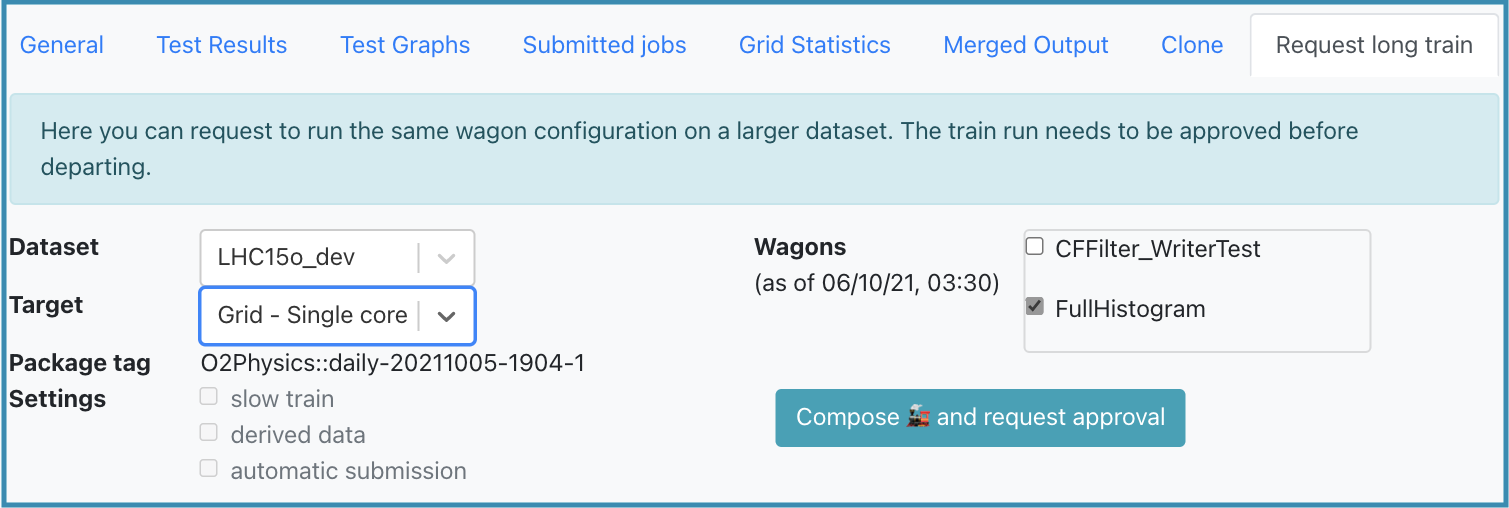 General Test Results Test Graphs Submitted jobs Grid Statistics Merged Output Clone Request long train
Here you can request to run the same wagon configuration on a larger dataset. The train run needs to be approved before
departing.
Dataset LHC15o_dev
Target Grid - Single core
Package tag O2Physics::daily-20211005-1904-1
Settings slow train
derived data
automatic submission
Wagons
(as of 06/10/21, 03:30)
CFFilter_WriterTest
FullHistogram
Compose 🚂 and request approval